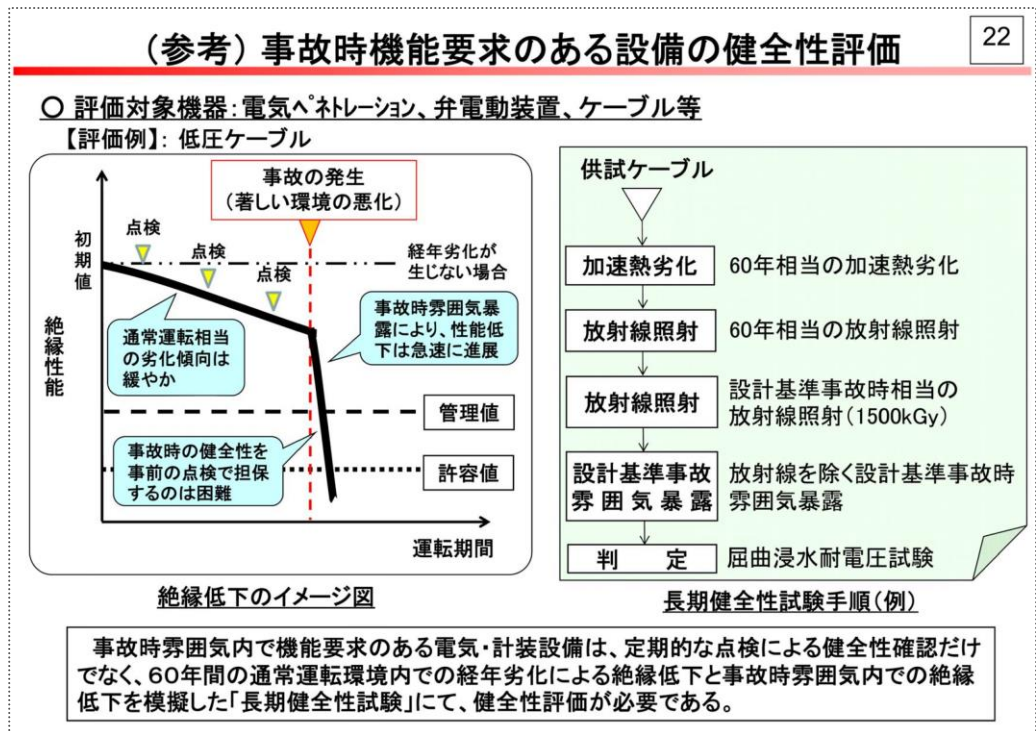 (参考) 事故時機能要求のある設備の健全性評価
22
○ 評価対象機器:電気ペネトレーション、弁電動装置、ケーブル等
【評価例】: 低圧ケーブル
事故の発生
(著しい環境の悪化)
点検
点検
点検
初期値
経年劣化が
生じない場合
絶縁性能
通常運転相当
の劣化傾向は
緩やか
事故時雰囲気暴
露により、性能低
下は急速に進展
管理値
事故時の健全性を
事前の点検で担保
するのは困難
許容値
運転期間
絶縁低下のイメージ図
供試ケーブル
加速熱劣化
60年相当の加速熱劣化
放射線照射
60年相当の放射線照射
放射線照射
設計基準事故時相当の
放射線照射(1500kGy)
設計基準事故
雰囲気暴露
放射線を除く設計基準事故時
雰囲気暴露
判 定
屈曲浸水耐電圧試験
長期健全性試験手順(例)
事故時雰囲気内で機能要求のある電気・計装設備は、定期的な点検による健全性確認だけ
でなく、60年間の通常運転環境内での経年劣化による絶縁低下と事故時雰囲気内での絶縁
低下を模擬した「長期健全性試験」にて、健全性評価が必要である。